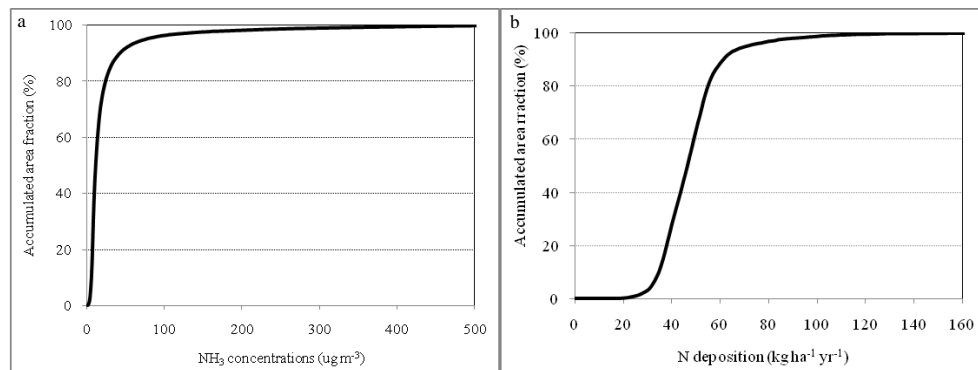 a
100
80
60
40
20
0
Accumulated area fraction (%)
0 100 200 300 400 500
NH₃ concentrations (ug m⁻³)
b
100
80
60
40
20
0
Accumulated area rraction (%)
0 20 40 60 80 100 120 140 160
N deposition (kg ha⁻¹ yr⁻¹)